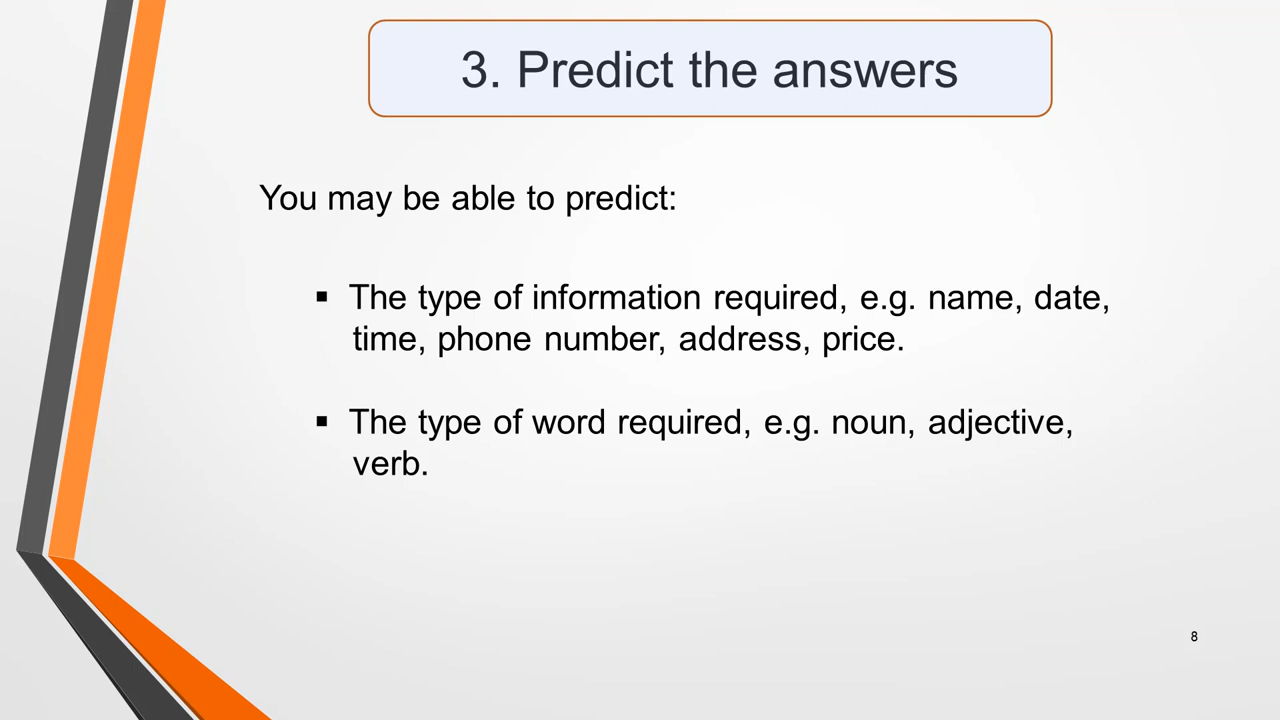 3. Predict the answers
You may be able to predict:
▪ The type of information required, e.g. name, date,
time, phone number, address, price.
▪ The type of word required, e.g. noun, adjective,
verb.
8